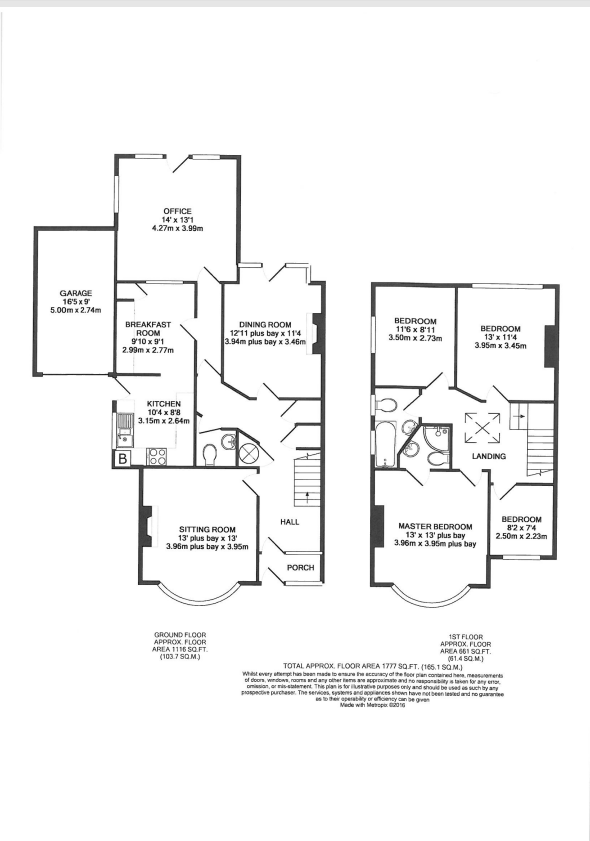 OFFICE
14' x 13'1
4.27m x 3.99m
GARAGE
16'5 x 9'
5.00m x 2.74m
BREAKFAST
ROOM
9'10 x 9'1
2.99m x 2.77m
DINING ROOM
12'11 plus bay x 11'4
3.94m plus bay x 3.46m
KITCHEN
10'4 x 8'8
3.15m x 2.64m
B
SITTING ROOM
13' plus bay x 13'
3.96m plus bay x 3.95m
HALL
PORCH
BEDROOM
11'6 x 8'11
3.50m x 2.73m
BEDROOM
13' x 11'4
3.95m x 3.45m
LANDING
MASTER BEDROOM
13' x 13' plus bay
3.96m x 3.95m plus bay
BEDROOM
8'2 x 7'4
2.50m x 2.23m
GROUND FLOOR
APPROX. FLOOR
AREA 1116 SQ.FT.
(103.7 SQ.M.)
1ST FLOOR
APPROX. FLOOR
AREA 661 SQ.FT.
(61.4 SQ.M.)
TOTAL APPROX. FLOOR AREA 1777 SQ.FT. (165.1 SQ.M.)
Whilst every attempt has been made to ensure the accuracy of the floor plan contained here, measurements
of doors, windows, rooms and any other items are approximate and no responsibility is taken for any error,
omission, or mis-statement. This plan is for illustrative purposes only and should be used as such by any
prospective purchaser. The services, systems and appliances shown have not been tested and no guarantee
as to their operability or efficiency can be given
Made with Metropix ©2016